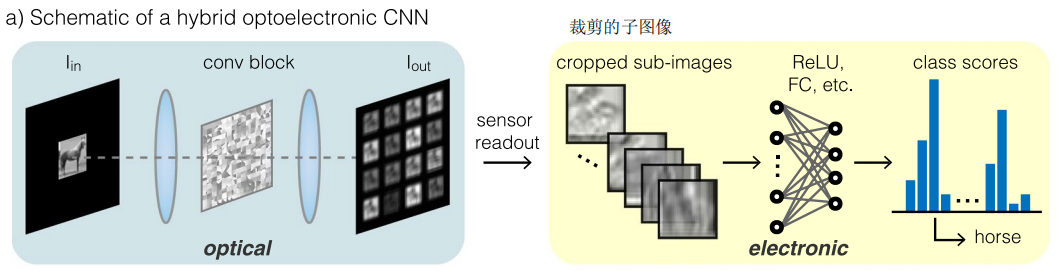 a) Schematic of a hybrid optoelectronic CNN
裁剪的子图像
Iin
conv block
Iout
optical
sensor
readout
cropped sub-images
ReLU,
FC, etc.
class scores
electronic
horse